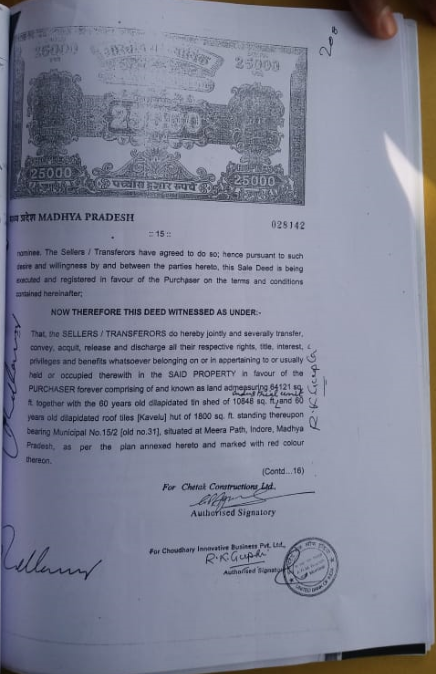 200
25000
25000
25000
25000
पच्चीस हजार रुपये
25000
मध्य प्रदेश MADHYA PRADESH
028142
:: 15 ::
nominee. The Sellers / Transferors have agreed to do so; hence pursuant to such
desire and willingness by and between the parties hereto, this Sale Deed is being
executed and registered in favour of the Purchaser on the terms and conditions
contained hereinafter;
NOW THEREFORE THIS DEED WITNESSED AS UNDER:-
That, the SELLERS / TRANSFERORS do hereby jointly and severally transfer,
convey, acquit, release and discharge all their respective rights, title, interest,
privileges and benefits whatsoever belonging on or in appertaining to or usually
held or occupied therewith in the SAID PROPERTY in favour of the
PURCHASER forever comprising of and known as land admeasuring 64121 sq.
industrial unit
ft. together with the 60 years old dilapidated tin shed of 10848 sq. ft. and 60
years old dilapidated roof tiles [Kavelu] hut of 1800 sq. ft. standing thereupon
bearing Municipal No.15/2 [old no.31], situated at Meera Path, Indore, Madhya
Pradesh, as per the plan annexed hereto and marked with red colour
thereon.
R.K.Gupta
(Contd...16)
For Chetak Constructions Ltd.
Authorised Signatory
For Choudhary Innovative Business Pvt. Ltd.,
R.K.Gupta
Authorised Signatory
UNITED BANK OF INDIA